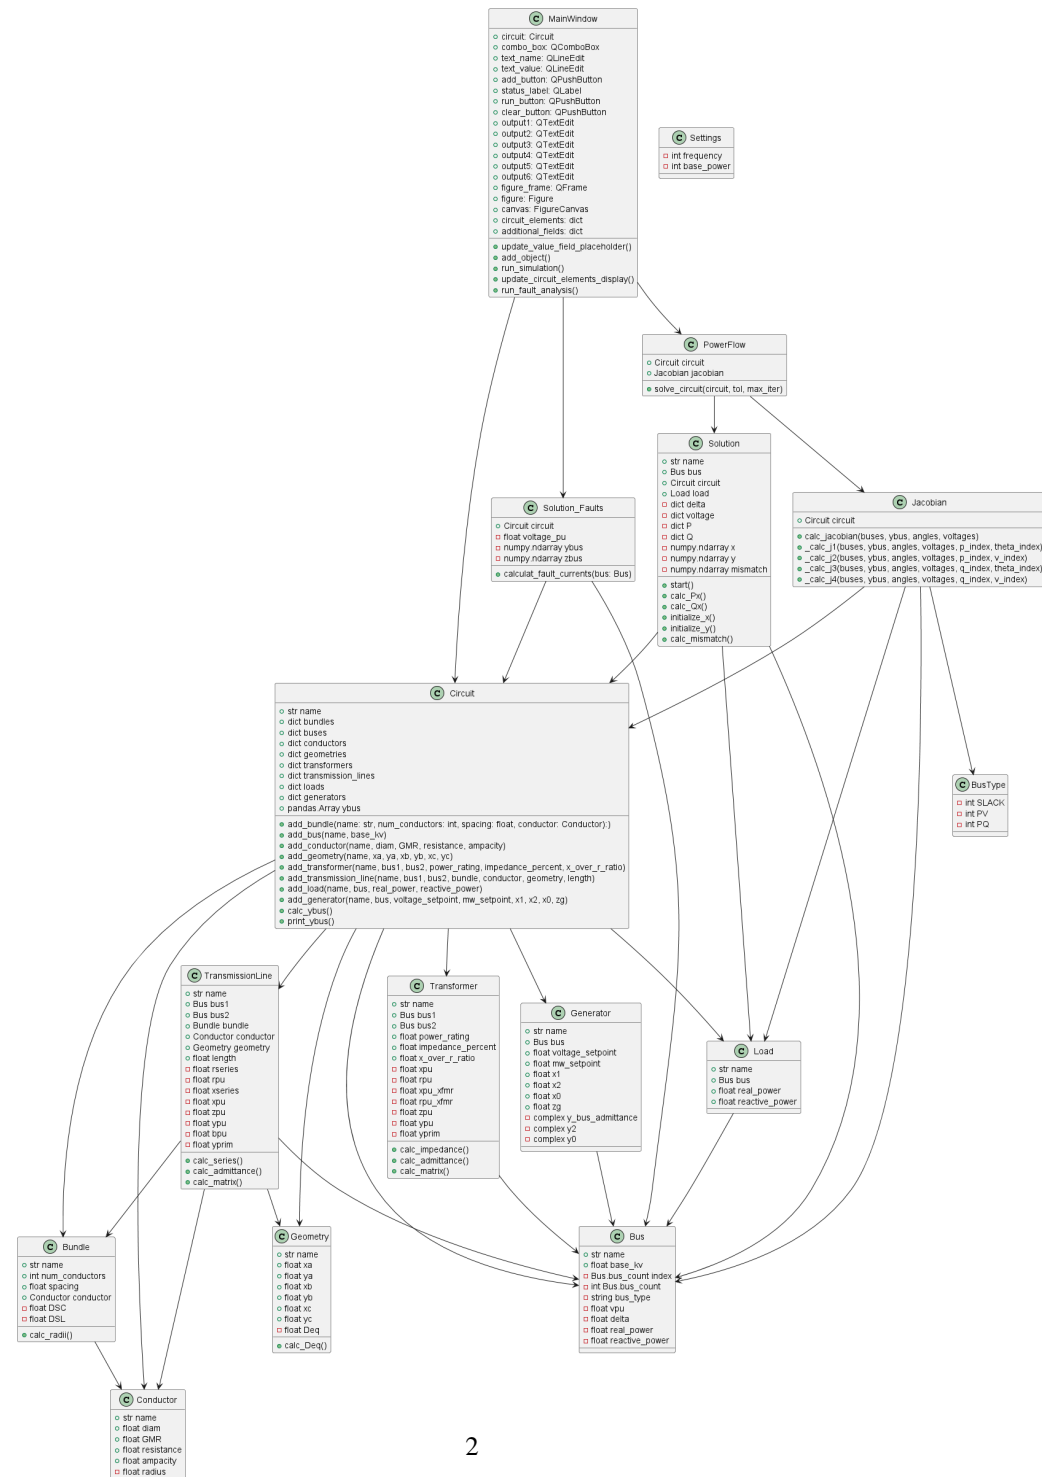 C MainWindow
circuit: Circuit
combo_box: QComboBox
text_name: QLineEdit
text_value: QLineEdit
add_button: QPushButton
status_label: QLabel
run_button: QPushButton
clear_button: QPushButton
output1: QTextEdit
output2: QTextEdit
output3: QTextEdit
output4: QTextEdit
output5: QTextEdit
output6: QTextEdit
figure_frame: QFrame
figure: Figure
canvas: FigureCanvas
circuit_elements: dict
additional_fields: dict
update_value_field_placeholder()
add_object()
run_simulation()
update_circuit_elements_display()
run_fault_analysis()
C Settings
int frequency
int base_power
C PowerFlow
Circuit circuit
Jacobian jacobian
solve_circuit(circuit, tol, max_iter)
C Solution
str name
Bus bus
Circuit circuit
Load load
dict delta
dict voltage
dict P
dict Q
numpy.ndarray x
numpy.ndarray y
numpy.ndarray mismatch
start()
calc_Px()
calc_Qx()
initialize_x()
initialize_y()
calc_mismatch()
C Solution_Faults
Circuit circuit
float voltage_pu
numpy.ndarray ybus
numpy.ndarray zbus
calculat_fault_currents(bus: Bus)
C Jacobian
Circuit circuit
calc_jacobian(buses, ybus, angles, voltages)
_calc_j1(buses, ybus, angles, voltages, p_index, theta_index)
_calc_j2(buses, ybus, angles, voltages, p_index, v_index)
_calc_j3(buses, ybus, angles, voltages, q_index, theta_index)
_calc_j4(buses, ybus, angles, voltages, q_index, v_index)
C Circuit
str name
dict bundles
dict buses
dict conductors
dict geometries
dict transformers
dict transmission_lines
dict loads
dict generators
pandas.Array ybus
add_bundle(name: str, num_conductors: int, spacing: float, conductor: Conductor):)
add_bus(name, base_kv)
add_conductor(name, diam, GMR, resistance, ampacity)
add_geometry(name, xa, ya, xb, yb, xc, yc)
add_transformer(name, bus1, bus2, power_rating, impedance_percent, x_over_r_ratio)
add_transmission_line(name, bus1, bus2, bundle, conductor, geometry, length)
add_load(name, bus, real_power, reactive_power)
add_generator(name, bus, voltage_setpoint, mw_setpoint, x1, x2, x0, zg)
calc_ybus()
print_ybus()
C BusType
int SLACK
int PV
int PQ
C TransmissionLine
str name
Bus bus1
Bus bus2
Bundle bundle
Conductor conductor
Geometry geometry
float length
float rseries
float rpu
float xseries
float xpu
float zpu
float ypu
float bpu
float yprim
calc_series()
calc_admittance()
calc_matrix()
C Transformer
str name
Bus bus1
Bus bus2
float power_rating
float impedance_percent
float x_over_r_ratio
float xpu
float rpu
float xpu_xfmr
float rpu_xfmr
float zpu
float ypu
float yprim
calc_impedance()
calc_admittance()
calc_matrix()
C Generator
str name
Bus bus
float voltage_setpoint
float mw_setpoint
float x1
float x2
float x0
float zg
complex y_bus_admittance
complex y2
complex y0
C Load
str name
Bus bus
float real_power
float reactive_power
C Bundle
str name
int num_conductors
float spacing
Conductor conductor
float DSC
float DSL
calc_radii()
C Geometry
str name
float xa
float ya
float xb
float yb
float xc
float yc
float Deq
calc_Deq()
C Bus
str name
float base_kv
Bus.bus_count index
int Bus.bus_count
string bus_type
float vpu
float delta
float real_power
float reactive_power
C Conductor
str name
float diam
float GMR
float resistance
float ampacity
float radius
2